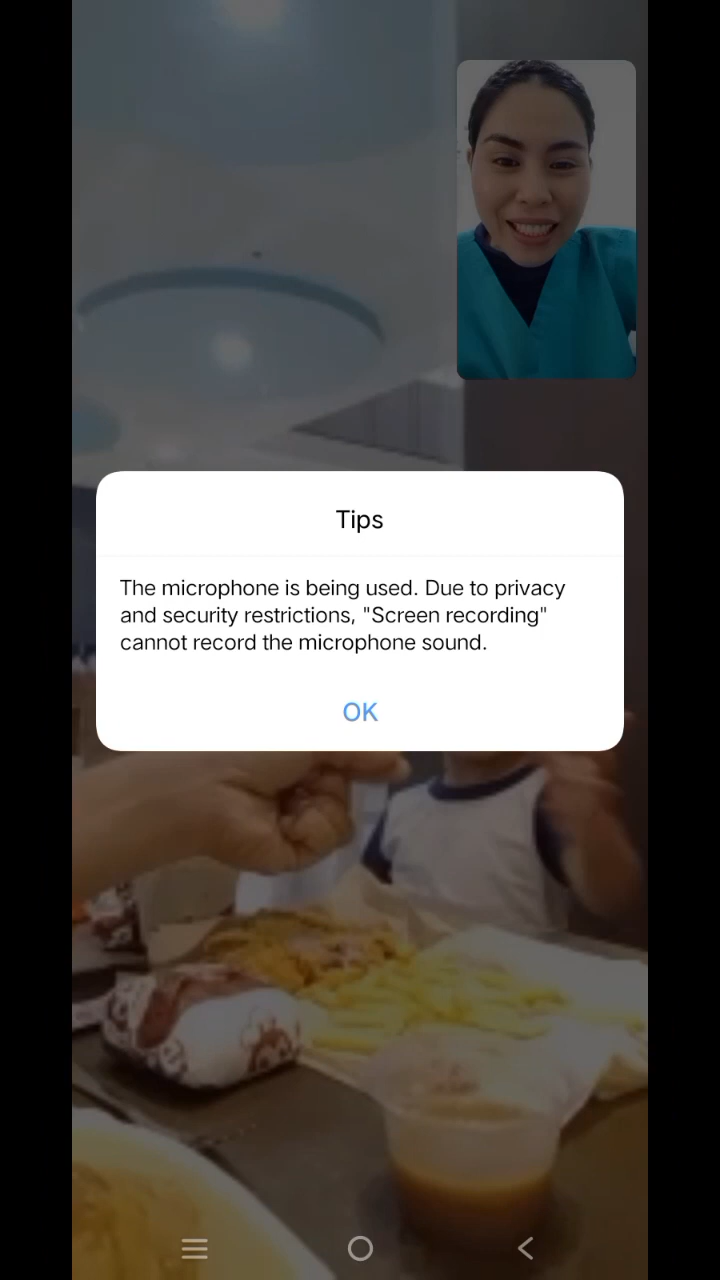 Tips
The microphone is being used. Due to privacy
and security restrictions, "Screen recording"
cannot record the microphone sound.
OK